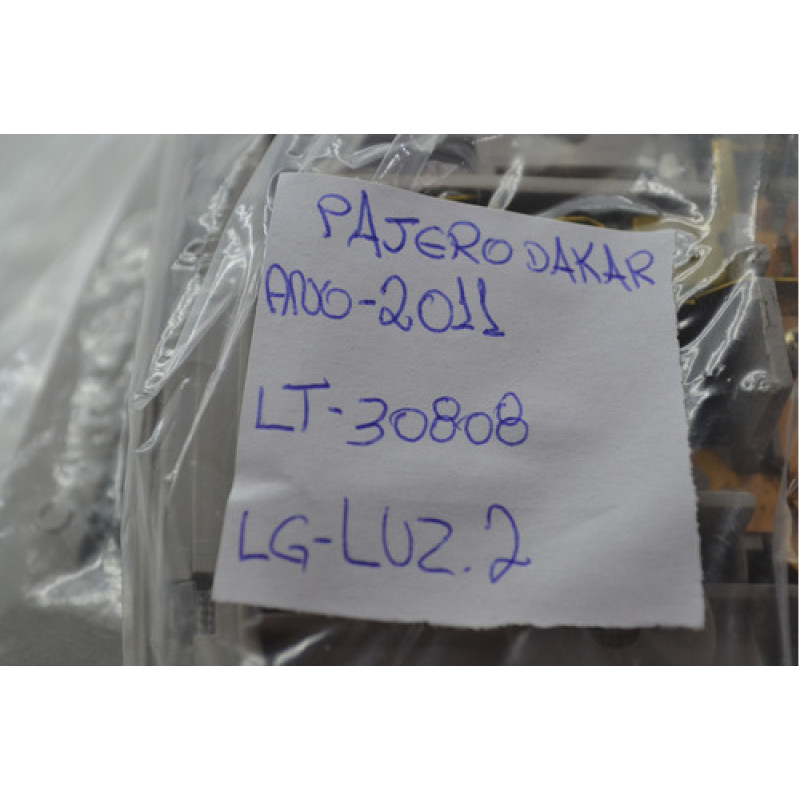 PAJERO DAKAR
ANO-2011
LT-30808
LG-LUZ.2